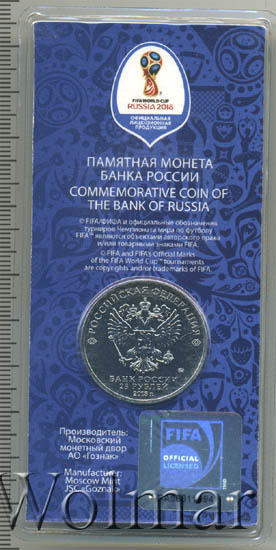 FIFA WORLD CUP
RUSSIA 2018
ОФИЦИАЛЬНАЯ
ЛИЦЕНЗИОННАЯ
ПРОДУКЦИЯ
ПАМЯТНАЯ МОНЕТА
БАНКА РОССИИ
COMMEMORATIVE COIN OF
THE BANK OF RUSSIA
© FIFA/ФИФА и официальные обозначения
турниров Чемпионата мира по футболу
FIFA™ являются объектами авторского права
и/или товарными знаками FIFA.
© FIFA and FIFA's Official Marks
of the FIFA World Cup™ tournaments
are copyrights and/or trademarks of FIFA.
РОССИЙСКАЯ ФЕДЕРАЦИЯ
БАНК РОССИИ
25 РУБЛЕЙ
2018 г.
Производитель:
Московский
монетный двор
АО «Гознак»
Manufacturer:
Moscow Mint
JSC «Goznak»
FIFA
OFFICIAL
LICENSED
Wolmar